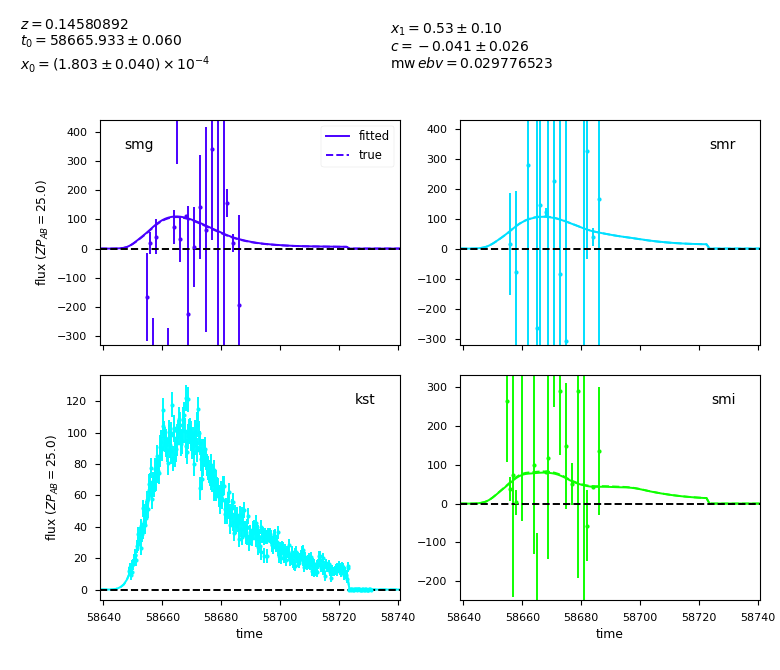 z = 0.14580892
t₀ = 58665.933 ± 0.060
x₀ = (1.803 ± 0.040) × 10⁻⁴
x₁ = 0.53 ± 0.10
c = −0.041 ± 0.026
mw ebv = 0.029776523
400
300
200
100
0
−100
−200
−300
flux (ZP_AB = 25.0)
smg
fitted
true
400
300
200
100
0
−100
−200
−300
smr
120
100
80
60
40
20
0
flux (ZP_AB = 25.0)
kst
58640 58660 58680 58700 58720 58740
time
300
200
100
0
−100
−200
smi
58640 58660 58680 58700 58720 58740
time